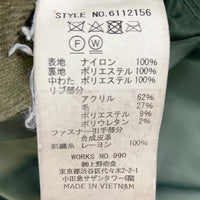 STYLE NO.6112156
表地 ナイロン 100%
裏地 ポリエステル 100%
中わた ポリエステル 100%
リブ部分
アクリル 62%
毛 27%
ポリエステル 9%
ポリウレタン 2%
ファスナー引手部分
合成皮革
刺繍糸 レーヨン 100%
WORKS NO.990
㈱上野商会
東京都渋谷区代々木2-2-1
小田急サザンタワー6階
MADE IN VIETNAM